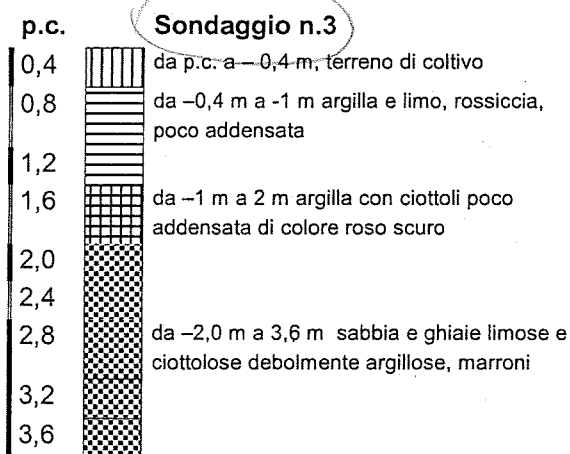 p.c. Sondaggio n.3
0,4 da p.c. a – 0,4 m, terreno di coltivo
0,8 da –0,4 m a -1 m argilla e limo, rossiccia,
poco addensata
1,2
1,6 da –1 m a 2 m argilla con ciottoli poco
addensata di colore roso scuro
2,0
2,4
2,8 da –2,0 m a 3,6 m sabbia e ghiaie limose e
ciottolose debolmente argillose, marroni
3,2
3,6